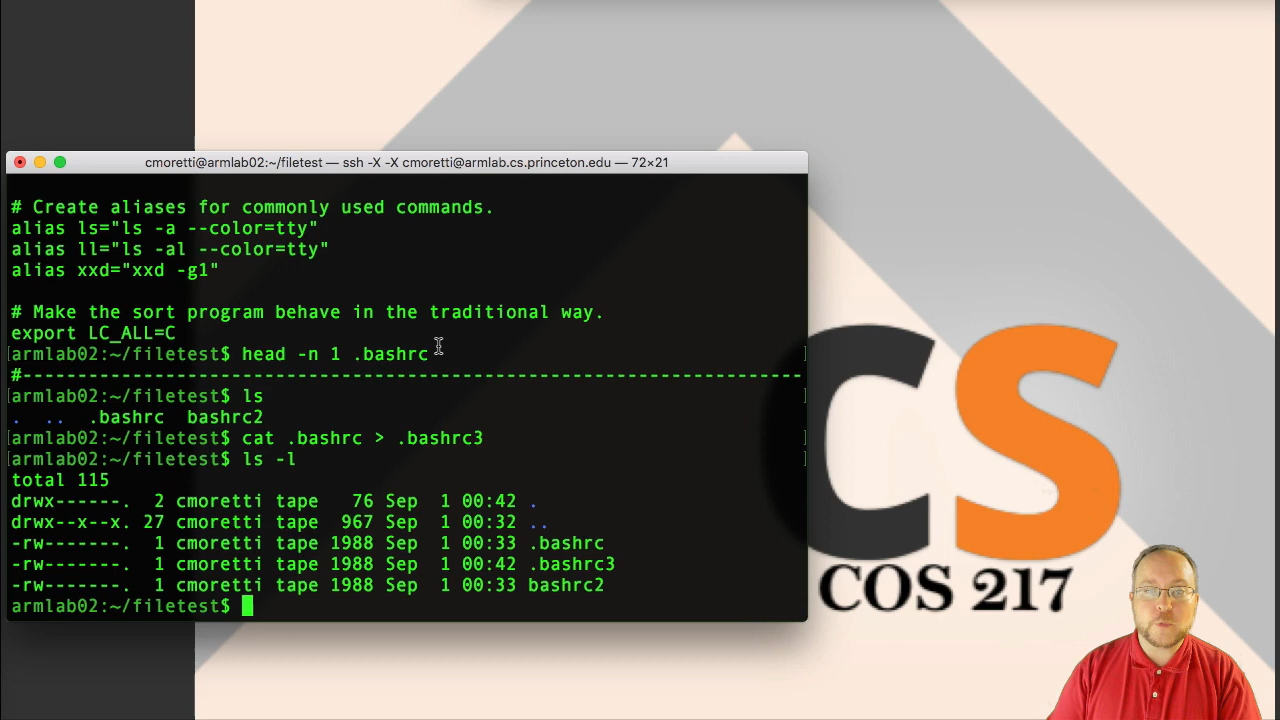 cmoretti@armlab02:~/filetest — ssh -X -X cmoretti@armlab.cs.princeton.edu — 72×21
# Create aliases for commonly used commands.
alias ls="ls -a --color=tty"
alias ll="ls -al --color=tty"
alias xxd="xxd -g1"
# Make the sort program behave in the traditional way.
export LC_ALL=C
[armlab02:~/filetest$ head -n 1 .bashrc ]
#------------------------------------------------------------------------
[armlab02:~/filetest$ ls ]
.  ..  .bashrc  bashrc2
[armlab02:~/filetest$ cat .bashrc > .bashrc3 ]
[armlab02:~/filetest$ ls -l ]
total 115
drwx------.  2 cmoretti tape   76 Sep  1 00:42 .
drwx--x--x. 27 cmoretti tape  967 Sep  1 00:32 ..
-rw-------.  1 cmoretti tape 1988 Sep  1 00:33 .bashrc
-rw-------.  1 cmoretti tape 1988 Sep  1 00:42 .bashrc3
-rw-------.  1 cmoretti tape 1988 Sep  1 00:33 bashrc2
armlab02:~/filetest$
CS
COS 217